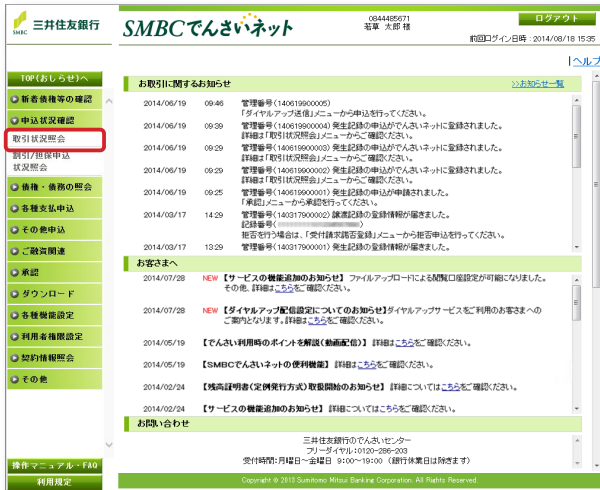 SMBC 三井住友銀行
SMBCでんさいネット
0844485671
若草 太郎 様
ログアウト
前回ログイン日時 : 2014/08/18 15:35
ヘルプ
TOP(おしらせ)へ
新着債権等の確認
申込状況確認
取引状況照会
割引/担保申込
状況照会
債権・債務の照会
各種支払申込
その他申込
ご融資関連
承認
ダウンロード
各種機能設定
利用者権限設定
契約情報照会
その他
操作マニュアル・FAQ
利用規定
お取引に関するお知らせ
>>お知らせ一覧
2014/06/19 09:46 管理番号(140619900005)
「ダイヤルアップ送信」メニューから申込を行ってください。
2014/06/19 09:39 管理番号(140619900004) 発生記録の申込がでんさいネットに登録されました。
詳細は「取引状況照会」メニューからご確認ください。
2014/06/19 09:29 管理番号(140619900003) 発生記録の申込がでんさいネットに登録されました。
詳細は「取引状況照会」メニューからご確認ください。
2014/06/19 09:29 管理番号(140619900002) 発生記録の申込がでんさいネットに登録されました。
詳細は「取引状況照会」メニューからご確認ください。
2014/06/19 09:25 管理番号(140619900001) 発生記録の申込が申請されました。
「承認」メニューから承認を行ってください。
2014/03/17 14:29 管理番号(140317900002) 譲渡記録の登録情報が届きました。
記録番号( )
拒否を行う場合は、「受付請求諾否登録」メニューから拒否申込を行ってください。
2014/03/17 13:29 管理番号(140317900001) 発生記録の登録情報が届きました。
お客さまへ
2014/07/28 NEW 【サービスの機能追加のお知らせ】 ファイルアップロードによる閲覧口座設定が可能になりました。
その他、詳細はこちらをご確認ください。
2014/07/28 NEW 【ダイヤルアップ配信設定についてのお知らせ】ダイヤルアップサービスをご利用のお客さまへの
ご案内となります。詳細はこちらをご確認ください。
2014/05/19 【でんさい利用時のポイントを解説(動画配信)】 詳細はこちらをご確認ください。
2014/05/19 【SMBCでんさいネットの便利機能】 詳細はこちらをご確認ください。
2014/02/24 【残高証明書(定例発行方式)取扱開始のお知らせ】 詳細についてはこちらをご確認ください。
2014/02/24 【サービスの機能追加のお知らせ】 詳細についてはこちらをご確認ください。
お問い合わせ
三井住友銀行のでんさいセンター
フリーダイヤル:0120-286-203
受付時間:月曜日~金曜日 9:00~19:00 (銀行休業日は除きます)
Copyright © 2013 Sumitomo Mitsui Banking Corporation. All Rights Reserved.